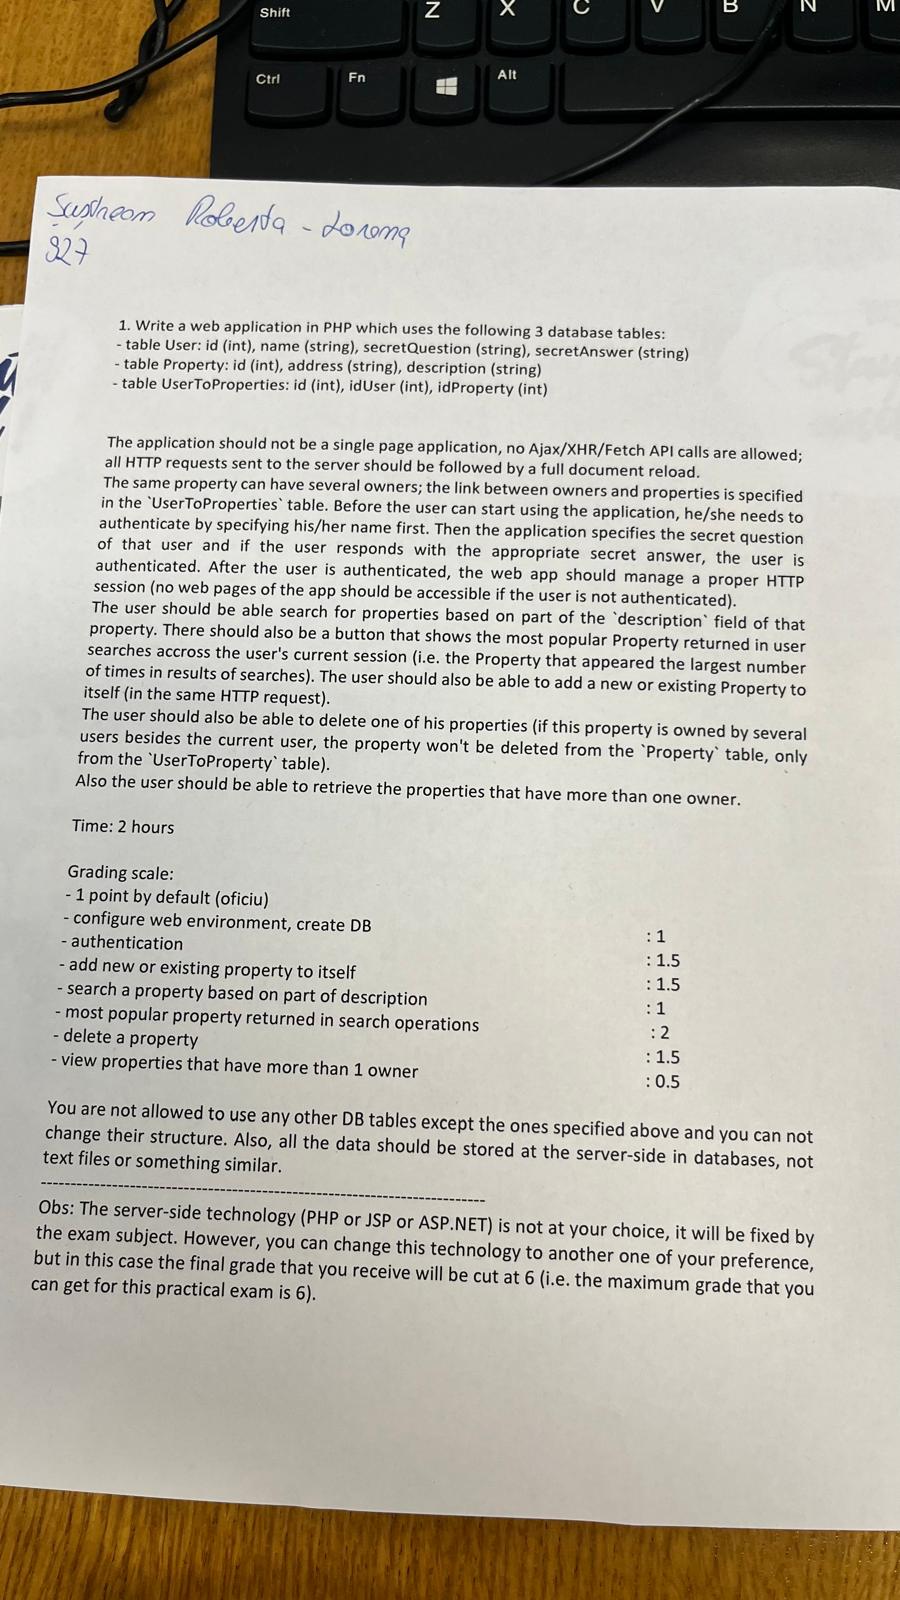 Shift
Z
X
C
V
B
N
M
Ctrl
Fn
Alt
Roberta -
927
1. Write a web application in PHP which uses the following 3 database tables:
- table User: id (int), name (string), secretQuestion (string), secretAnswer (string)
- table Property: id (int), address (string), description (string)
- table UserToProperties: id (int), idUser (int), idProperty (int)
The application should not be a single page application, no Ajax/XHR/Fetch API calls are allowed;
all HTTP requests sent to the server should be followed by a full document reload.
The same property can have several owners; the link between owners and properties is specified
in the `UserToProperties` table. Before the user can start using the application, he/she needs to
authenticate by specifying his/her name first. Then the application specifies the secret question
of that user and if the user responds with the appropriate secret answer, the user is
authenticated. After the user is authenticated, the web app should manage a proper HTTP
session (no web pages of the app should be accessible if the user is not authenticated).
The user should be able search for properties based on part of the `description` field of that
property. There should also be a button that shows the most popular Property returned in user
searches accross the user's current session (i.e. the Property that appeared the largest number
of times in results of searches). The user should also be able to add a new or existing Property to
itself (in the same HTTP request).
The user should also be able to delete one of his properties (if this property is owned by several
users besides the current user, the property won't be deleted from the `Property` table, only
from the `UserToProperty` table).
Also the user should be able to retrieve the properties that have more than one owner.
Time: 2 hours
Grading scale:
- 1 point by default (oficiu)
- configure web environment, create DB : 1
- authentication : 1.5
- add new or existing property to itself : 1.5
- search a property based on part of description : 1
- most popular property returned in search operations : 2
- delete a property : 1.5
- view properties that have more than 1 owner : 0.5
You are not allowed to use any other DB tables except the ones specified above and you can not
change their structure. Also, all the data should be stored at the server-side in databases, not
text files or something similar.
--------------------------------------------------------------------------
Obs: The server-side technology (PHP or JSP or ASP.NET) is not at your choice, it will be fixed by
the exam subject. However, you can change this technology to another one of your preference,
but in this case the final grade that you receive will be cut at 6 (i.e. the maximum grade that you
can get for this practical exam is 6).